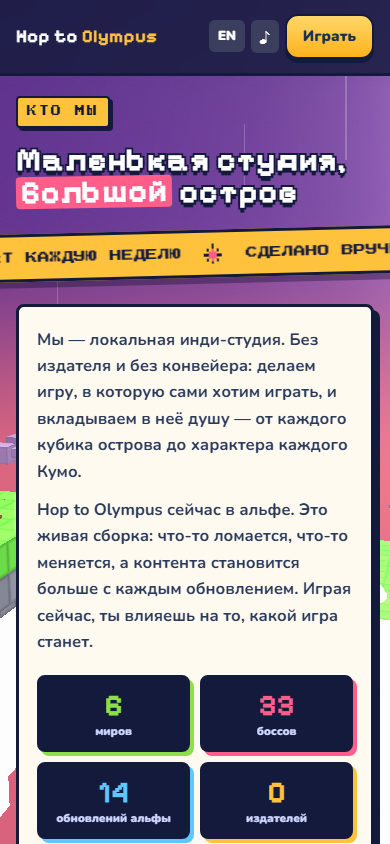 Hop to Olympus
EN
Играть
КТО МЫ
Маленькая студия,
большой остров
КАЖДУЮ НЕДЕЛЮ СДЕЛАНО
Мы — локальная инди-студия. Без
издателя и без конвейера: делаем
игру, в которую сами хотим играть, и
вкладываем в неё душу — от каждого
кубика острова до характера каждого
Кумо.
Hop to Olympus сейчас в альфе. Это
живая сборка: что-то ломается, что-то
меняется, а контента становится
больше с каждым обновлением. Играя
сейчас, ты влияешь на то, какой игра
станет.
6
миров
33
боссов
14
обновлений альфы
0
издателей